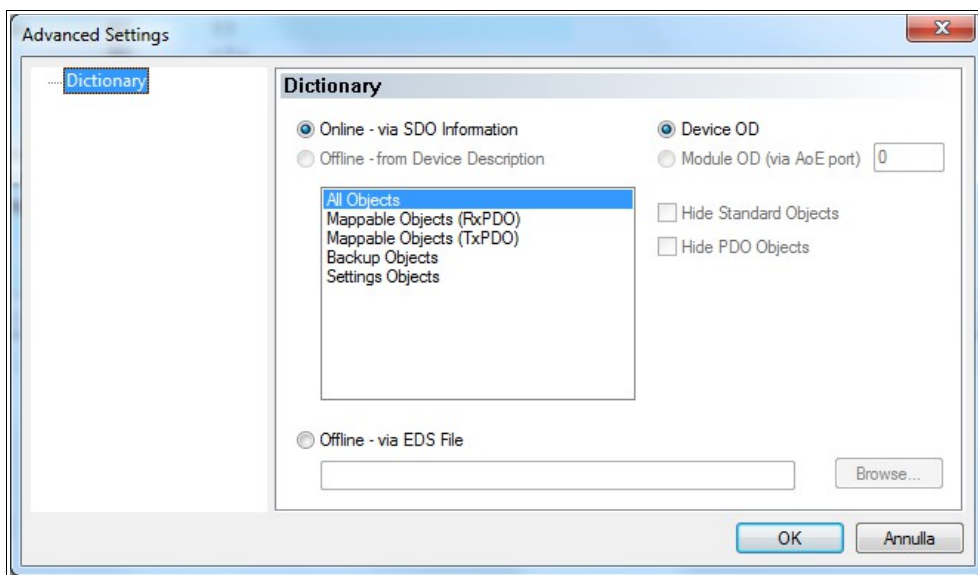 Advanced Settings
Dictionary
Dictionary
Online - via SDO Information
Device OD
Offline - from Device Description
Module OD (via AoE port) 0
All Objects
Mappable Objects (RxPDO)
Mappable Objects (TxPDO)
Backup Objects
Settings Objects
Hide Standard Objects
Hide PDO Objects
Offline - via EDS File
Browse...
OK
Annulla